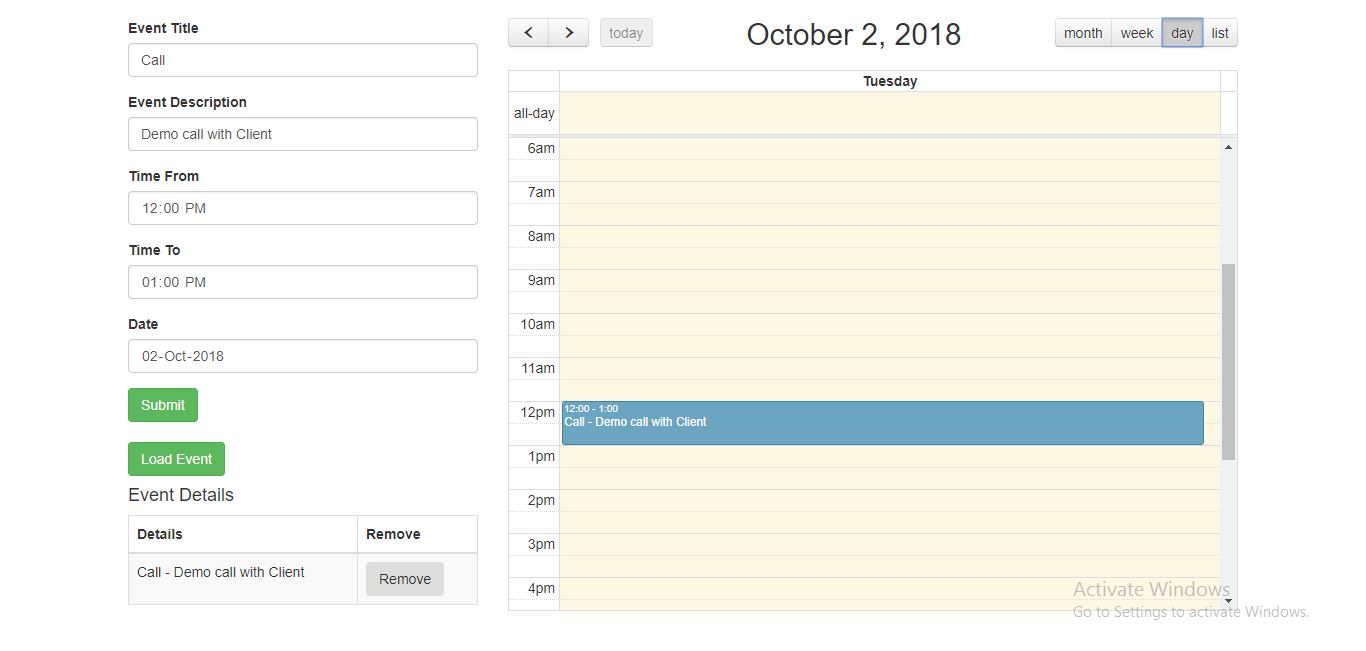 Event Title
Call
Event Description
Demo call with Client
Time From
12:00 PM
Time To
01:00 PM
Date
02-Oct-2018
Submit
Load Event
Event Details
Details Remove
Call - Demo call with Client Remove
today
October 2, 2018
month week day list
Tuesday
all-day
6am
7am
8am
9am
10am
11am
12pm
12:00 - 1:00
Call - Demo call with Client
1pm
2pm
3pm
4pm
Activate Windows
Go to Settings to activate Windows.